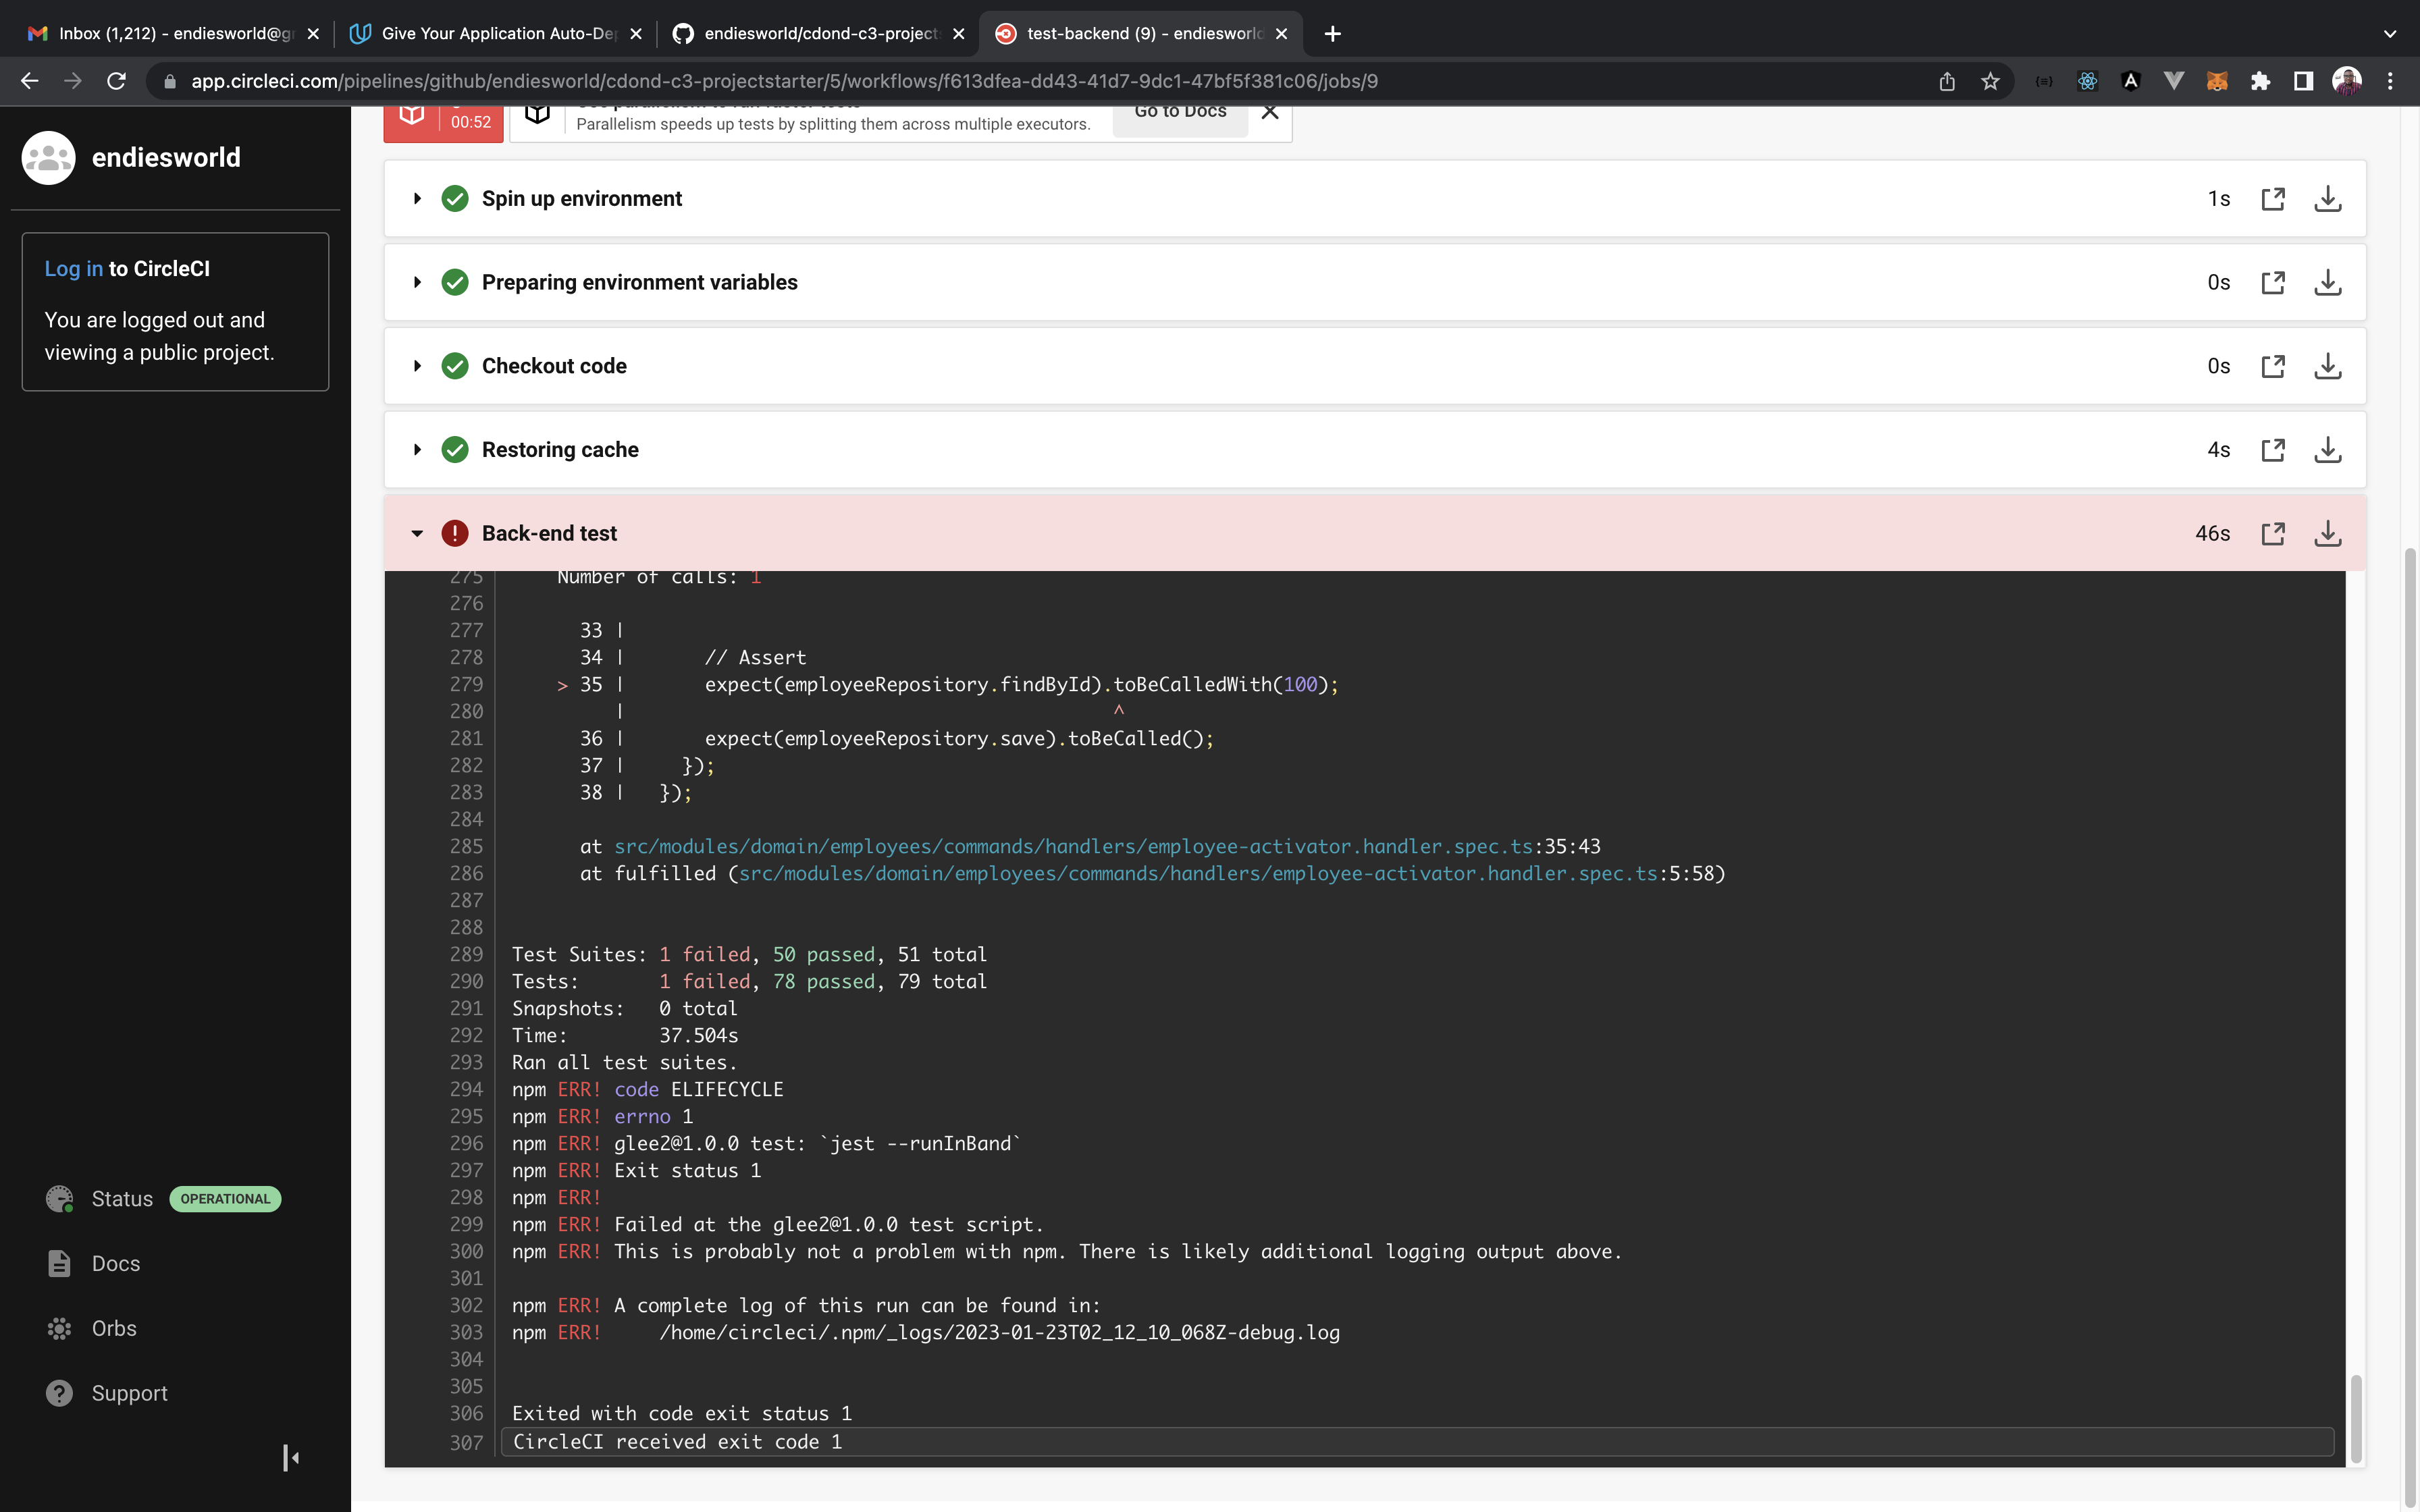 Inbox (1,212) - endiesworld@g
Give Your Application Auto-De
endiesworld/cdond-c3-project
test-backend (9) - endiesworld
app.circleci.com/pipelines/github/endiesworld/cdond-c3-projectstarter/5/workflows/f613dfea-dd43-41d7-9dc1-47bf5f381c06/jobs/9
endiesworld
Log in to CircleCI
You are logged out and
viewing a public project.
Status OPERATIONAL
Docs
Orbs
Support
00:52
Use parallelism to run faster tests
Parallelism speeds up tests by splitting them across multiple executors.
Go to Docs
Spin up environment 1s
Preparing environment variables 0s
Checkout code 0s
Restoring cache 4s
Back-end test 46s
275 Number of calls: 1
276
277 33 |
278 34 | // Assert
279 > 35 | expect(employeeRepository.findById).toBeCalledWith(100);
280 | ^
281 36 | expect(employeeRepository.save).toBeCalled();
282 37 | });
283 38 | });
284
285 at src/modules/domain/employees/commands/handlers/employee-activator.handler.spec.ts:35:43
286 at fulfilled (src/modules/domain/employees/commands/handlers/employee-activator.handler.spec.ts:5:58)
287
288
289 Test Suites: 1 failed, 50 passed, 51 total
290 Tests: 1 failed, 78 passed, 79 total
291 Snapshots: 0 total
292 Time: 37.504s
293 Ran all test suites.
294 npm ERR! code ELIFECYCLE
295 npm ERR! errno 1
296 npm ERR! glee2@1.0.0 test: `jest --runInBand`
297 npm ERR! Exit status 1
298 npm ERR!
299 npm ERR! Failed at the glee2@1.0.0 test script.
300 npm ERR! This is probably not a problem with npm. There is likely additional logging output above.
301
302 npm ERR! A complete log of this run can be found in:
303 npm ERR! /home/circleci/.npm/_logs/2023-01-23T02_12_10_068Z-debug.log
304
305
306 Exited with code exit status 1
307 CircleCI received exit code 1